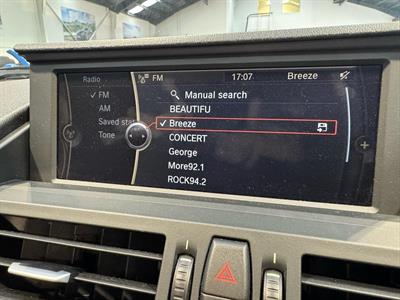 Radio
FM 17:07 Breeze
✓ FM
AM
Saved stat
Tone
Manual search
BEAUTIFU
✓ Breeze
CONCERT
George
More92.1
ROCK94.2